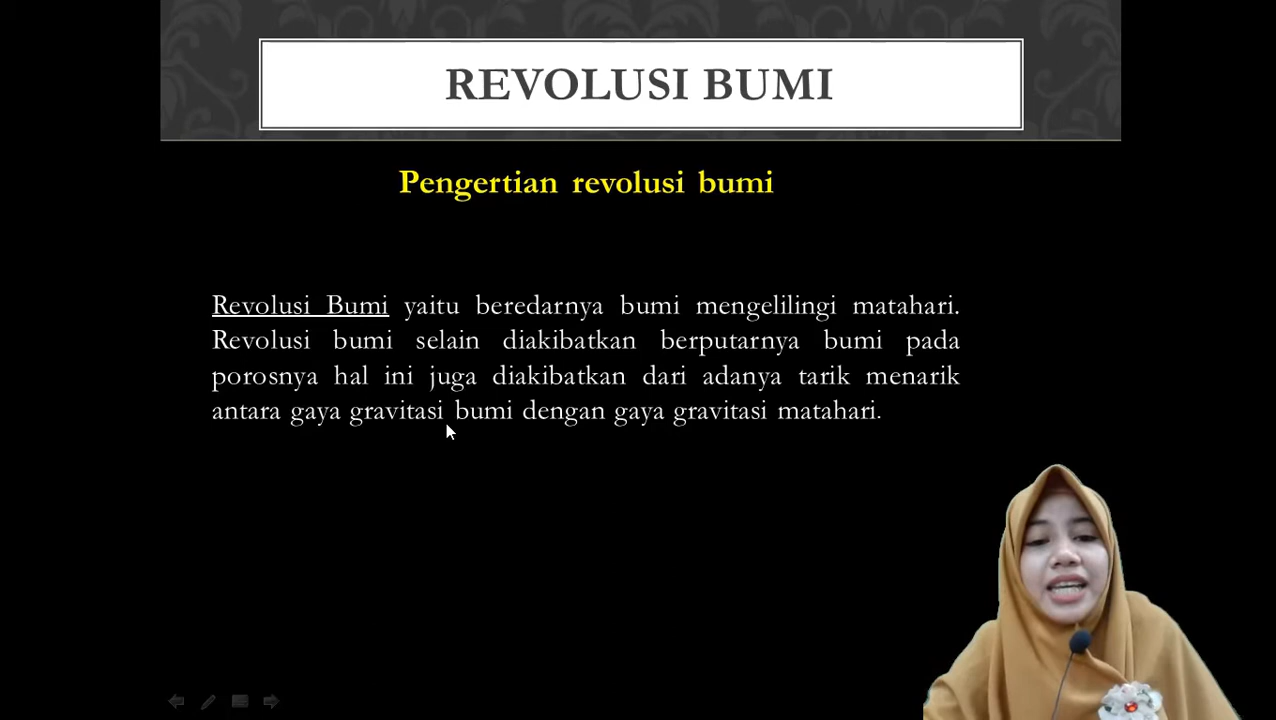 REVOLUSI BUMI
Pengertian revolusi bumi
Revolusi Bumi yaitu beredarnya bumi mengelilingi matahari.
Revolusi bumi selain diakibatkan berputarnya bumi pada
porosnya hal ini juga diakibatkan dari adanya tarik menarik
antara gaya gravitasi bumi dengan gaya gravitasi matahari.